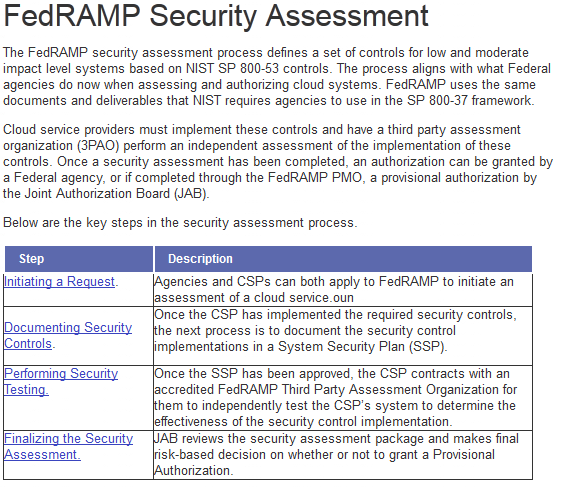 FedRAMP Security Assessment
The FedRAMP security assessment process defines a set of controls for low and moderate
impact level systems based on NIST SP 800-53 controls. The process aligns with what Federal
agencies do now when assessing and authorizing cloud systems. FedRAMP uses the same
documents and deliverables that NIST requires agencies to use in the SP 800-37 framework.
Cloud service providers must implement these controls and have a third party assessment
organization (3PAO) perform an independent assessment of the implementation of these
controls. Once a security assessment has been completed, an authorization can be granted by
a Federal agency, or if completed through the FedRAMP PMO, a provisional authorization by
the Joint Authorization Board (JAB).
Below are the key steps in the security assessment process.
Step Description
Initiating a Request.
Agencies and CSPs can both apply to FedRAMP to initiate an
assessment of a cloud service.oun
Documenting Security
Controls.
Once the CSP has implemented the required security controls,
the next process is to document the security control
implementations in a System Security Plan (SSP).
Performing Security
Testing.
Once the SSP has been approved, the CSP contracts with an
accredited FedRAMP Third Party Assessment Organization for
them to independently test the CSP's system to determine the
effectiveness of the security control implementation.
Finalizing the Security
Assessment.
JAB reviews the security assessment package and makes final
risk-based decision on whether or not to grant a Provisional
Authorization.